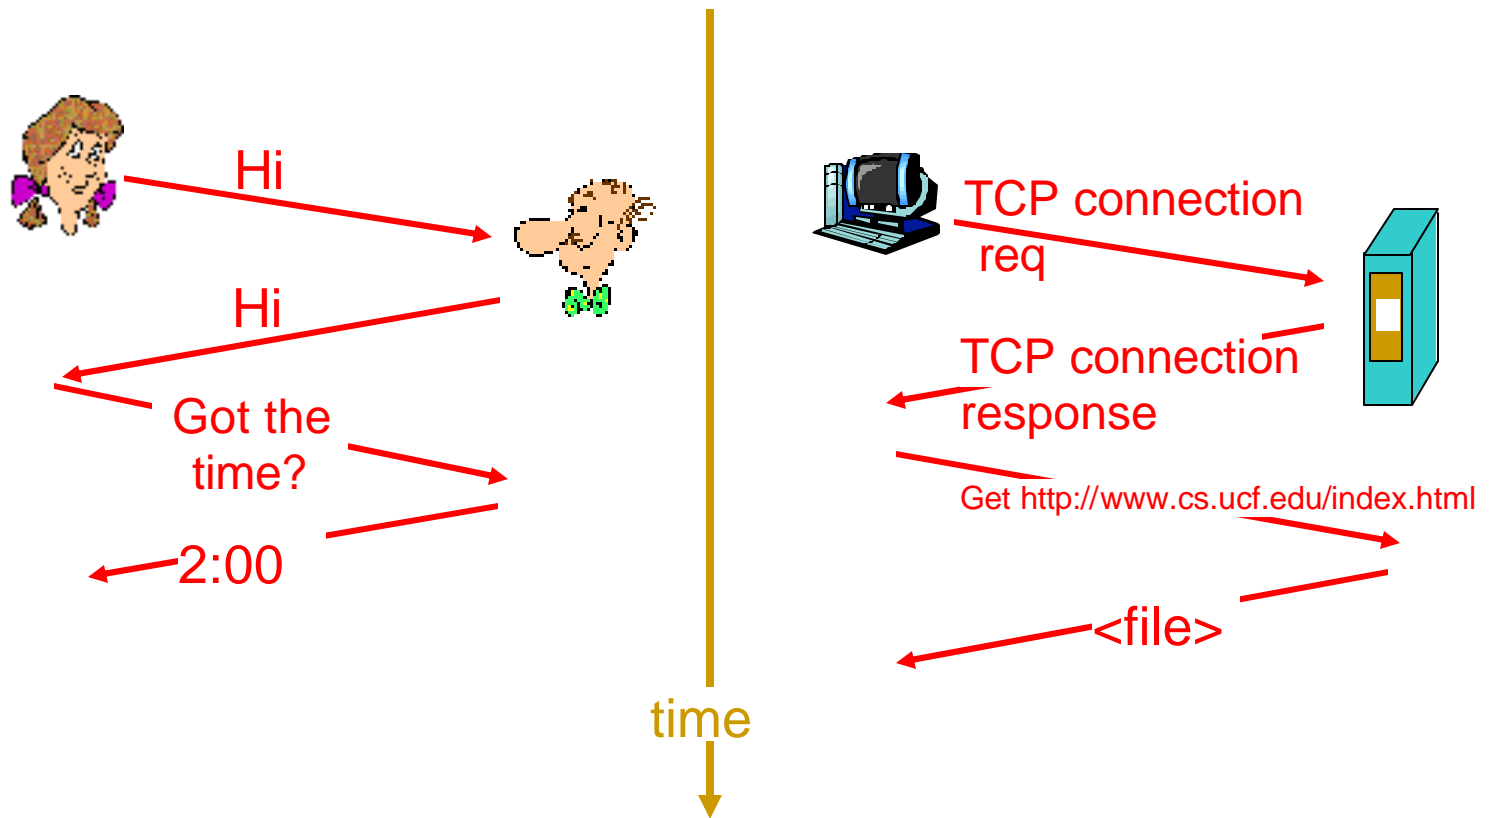 Hi
Hi
Got the
time?
2:00
time
TCP connection
req
TCP connection
response
Get http://www.cs.ucf.edu/index.html
<file>